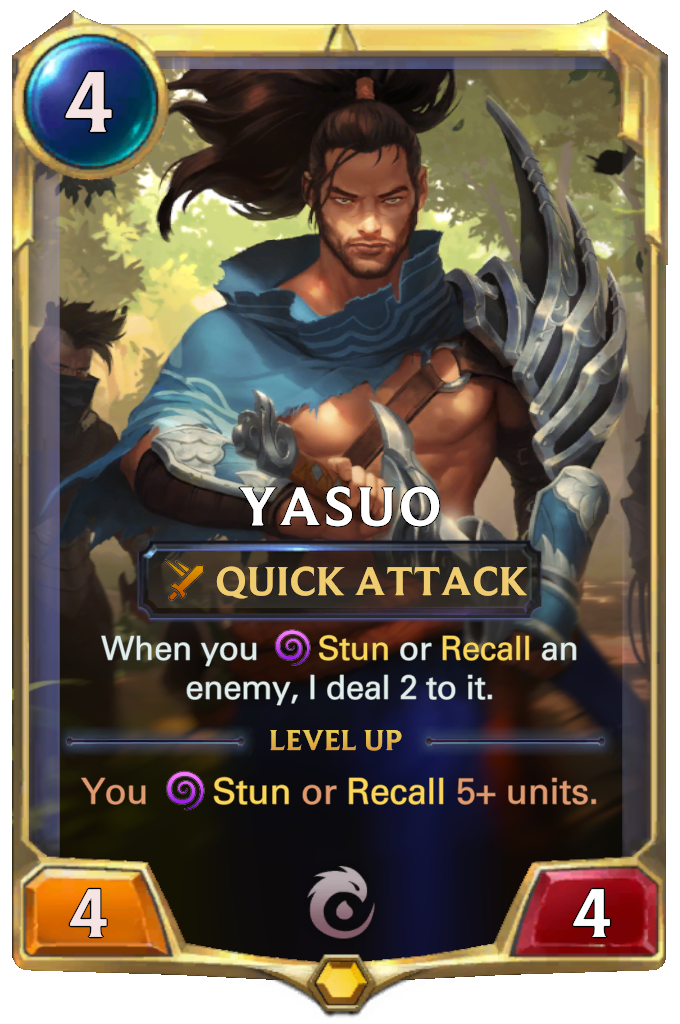 4
YASUO
QUICK ATTACK
When you Stun or Recall an
enemy, I deal 2 to it.
LEVEL UP
You Stun or Recall 5+ units.
4 4